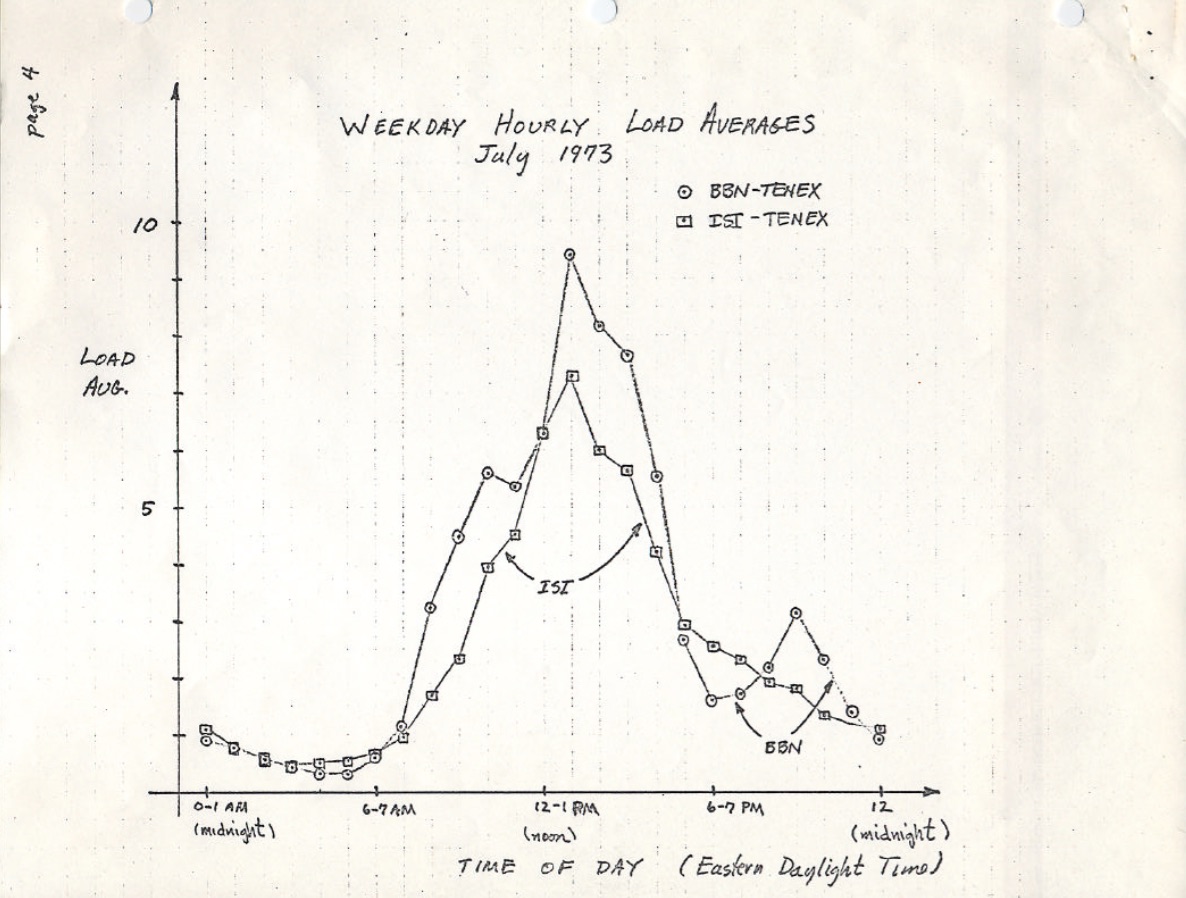 page 4
WEEKDAY HOURLY LOAD AVERAGES
July 1973
BBN-TENEX
ISI-TENEX
10
LOAD
AUG.
5
ISI
BBN
0-1 AM
(midnight)
6-7 AM
12-1 PM
(noon)
6-7 PM
12
(midnight)
TIME OF DAY (Eastern Daylight Time)